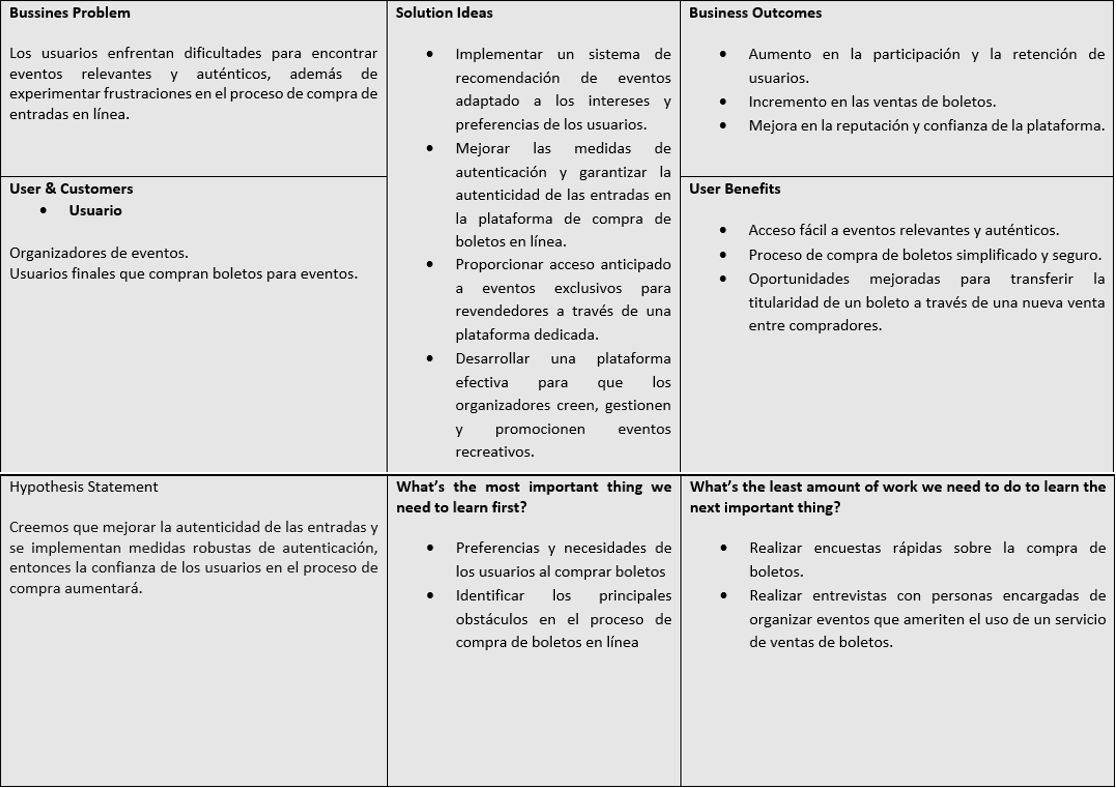 Bussines Problem
Los usuarios enfrentan dificultades para encontrar
eventos relevantes y auténticos, además de
experimentar frustraciones en el proceso de compra de
entradas en línea.
User & Customers
• Usuario
Organizadores de eventos.
Usuarios finales que compran boletos para eventos.
Solution Ideas
• Implementar un sistema de
recomendación de eventos
adaptado a los intereses y
preferencias de los usuarios.
• Mejorar las medidas de
autenticación y garantizar la
autenticidad de las entradas en
la plataforma de compra de
boletos en línea.
• Proporcionar acceso anticipado
a eventos exclusivos para
revendedores a través de una
plataforma dedicada.
• Desarrollar una plataforma
efectiva para que los
organizadores creen, gestionen
y promocionen eventos
recreativos.
Business Outcomes
• Aumento en la participación y la retención de
usuarios.
• Incremento en las ventas de boletos.
• Mejora en la reputación y confianza de la plataforma.
User Benefits
• Acceso fácil a eventos relevantes y auténticos.
• Proceso de compra de boletos simplificado y seguro.
• Oportunidades mejoradas para transferir la
titularidad de un boleto a través de una nueva venta
entre compradores.
Hypothesis Statement
Creemos que mejorar la autenticidad de las entradas y
se implementan medidas robustas de autenticación,
entonces la confianza de los usuarios en el proceso de
compra aumentará.
What's the most important thing we
need to learn first?
• Preferencias y necesidades de
los usuarios al comprar boletos
• Identificar los principales
obstáculos en el proceso de
compra de boletos en línea
What's the least amount of work we need to do to learn the
next important thing?
• Realizar encuestas rápidas sobre la compra de
boletos.
• Realizar entrevistas con personas encargadas de
organizar eventos que ameriten el uso de un servicio
de ventas de boletos.